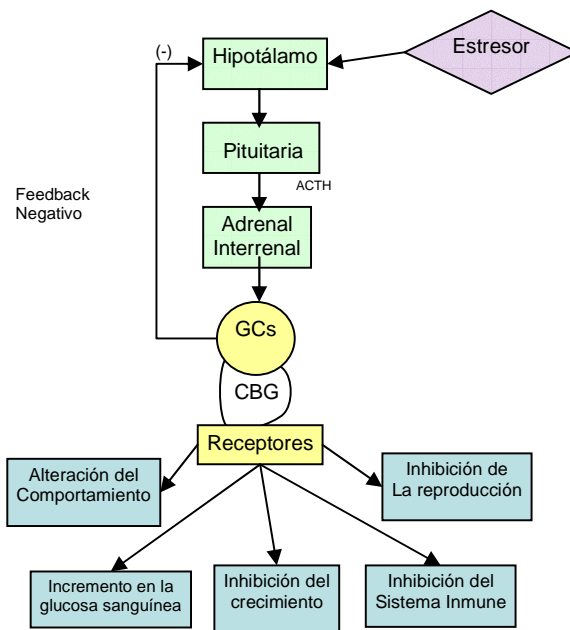 (-)
Hipotálamo
Estresor
Pituitaria
ACTH
Feedback
Negativo
Adrenal
Interrenal
GCs
CBG
Receptores
Alteración del
Comportamiento
Inhibición de
La reproducción
Incremento en la
glucosa sanguínea
Inhibición del
crecimiento
Inhibición del
Sistema Inmune